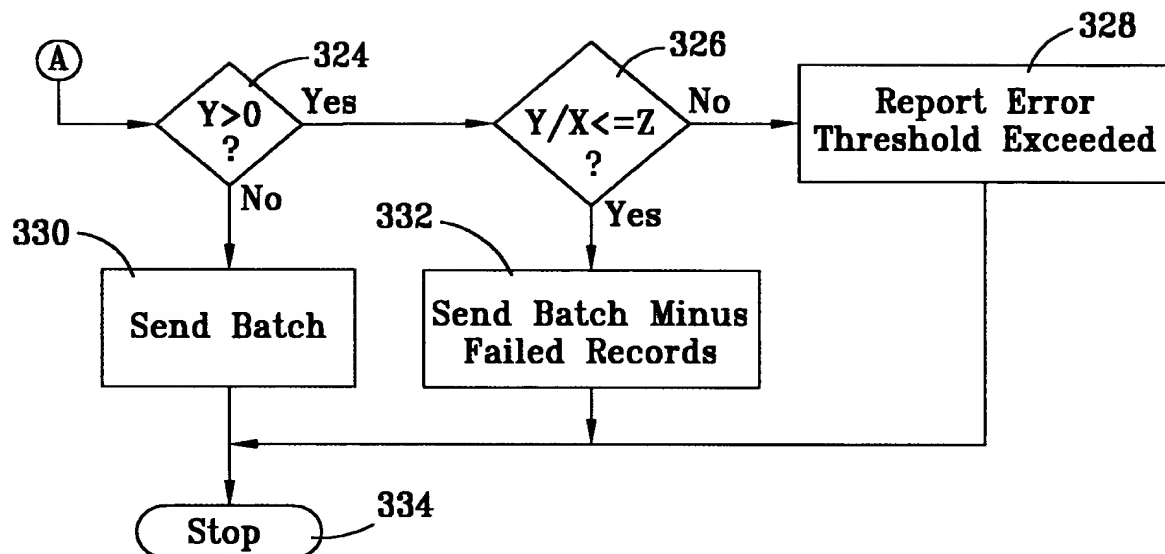 A
324
Y>0
?
Yes
No
326
Y/X<=Z
?
No
Yes
328
Report Error
Threshold Exceeded
330
Send Batch
332
Send Batch Minus
Failed Records
Stop
334